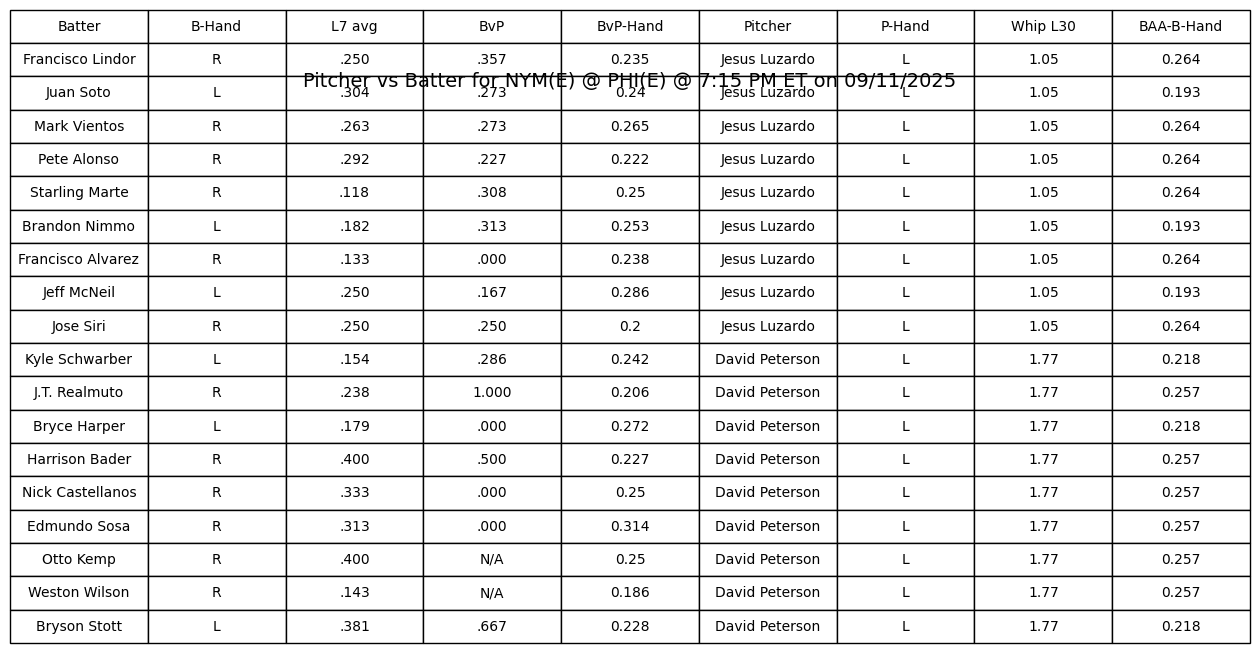 Batter B-Hand L7 avg BvP BvP-Hand Pitcher P-Hand Whip L30 BAA-B-Hand
Francisco Lindor R .250 .357 0.235 Jesus Luzardo L 1.05 0.264
Pitcher vs Batter for NYM(E) @ PHI(E) @ 7:15 PM ET on 09/11/2025
Juan Soto L .304 .273 0.24 Jesus Luzardo L 1.05 0.193
Mark Vientos R .263 .273 0.265 Jesus Luzardo L 1.05 0.264
Pete Alonso R .292 .227 0.222 Jesus Luzardo L 1.05 0.264
Starling Marte R .118 .308 0.25 Jesus Luzardo L 1.05 0.264
Brandon Nimmo L .182 .313 0.253 Jesus Luzardo L 1.05 0.193
Francisco Alvarez R .133 .000 0.238 Jesus Luzardo L 1.05 0.264
Jeff McNeil L .250 .167 0.286 Jesus Luzardo L 1.05 0.193
Jose Siri R .250 .250 0.2 Jesus Luzardo L 1.05 0.264
Kyle Schwarber L .154 .286 0.242 David Peterson L 1.77 0.218
J.T. Realmuto R .238 1.000 0.206 David Peterson L 1.77 0.257
Bryce Harper L .179 .000 0.272 David Peterson L 1.77 0.218
Harrison Bader R .400 .500 0.227 David Peterson L 1.77 0.257
Nick Castellanos R .333 .000 0.25 David Peterson L 1.77 0.257
Edmundo Sosa R .313 .000 0.314 David Peterson L 1.77 0.257
Otto Kemp R .400 N/A 0.25 David Peterson L 1.77 0.257
Weston Wilson R .143 N/A 0.186 David Peterson L 1.77 0.257
Bryson Stott L .381 .667 0.228 David Peterson L 1.77 0.218